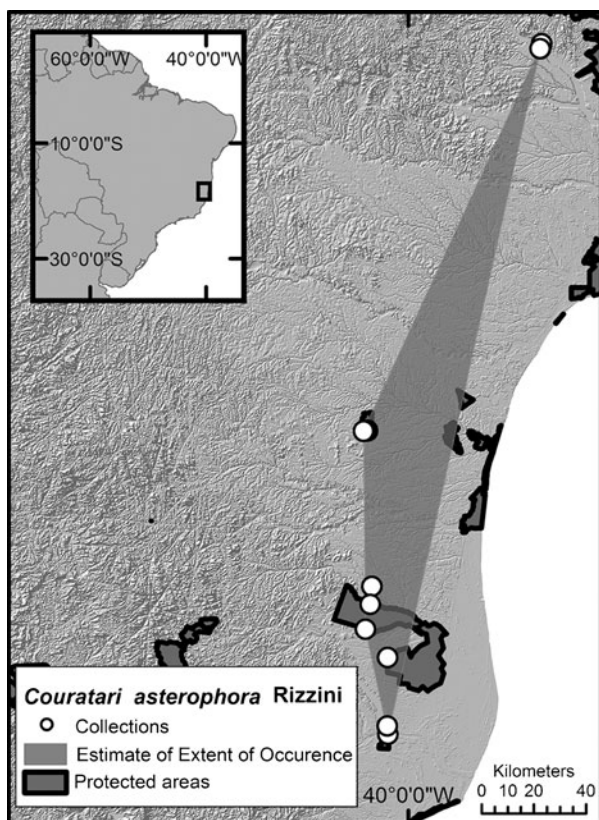 60°0'0"W 40°0'0"W
10°0'0"S
30°0'0"S
Couratari asterophora Rizzini
Collections
Estimate of Extent of Occurence
Protected areas
40°0'0"W
Kilometers
0 10 20 40